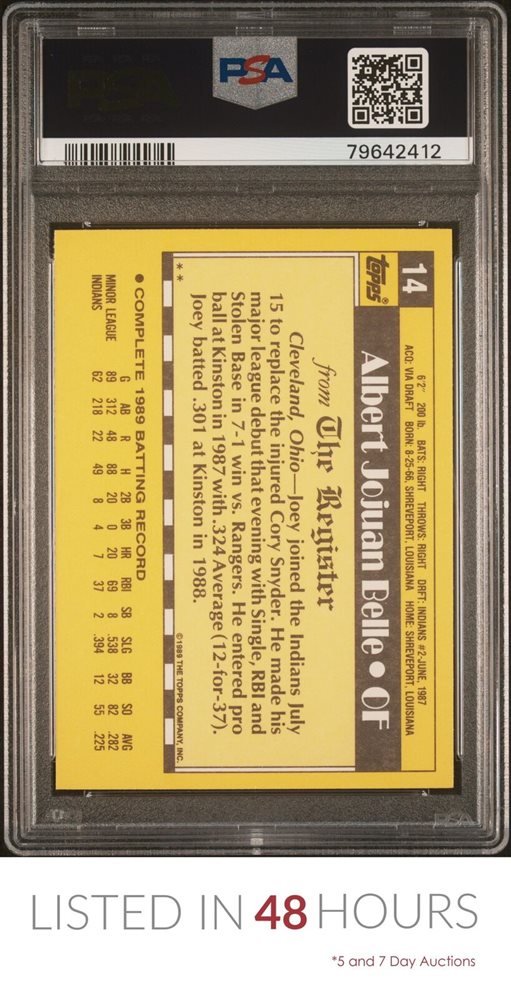 PSA
79642412
14
topps®
6'2" 200 lb. BATS: RIGHT THROWS: RIGHT DRFT: INDIANS #2-JUNE, 1987
ACQ: VIA DRAFT BORN: 8-25-66, SHREVEPORT, LOUISIANA HOME: SHREVEPORT, LOUISIANA
Albert Jojuan Belle • OF
from The Register
Cleveland, Ohio—Joey joined the Indians July
15 to replace the injured Cory Snyder. He made his
major league debut that evening with Single, RBI and
Stolen Base in 7-1 win vs. Rangers. He entered pro
ball at Kinston in 1987 with .324 Average (12-for-37).
Joey batted .301 at Kinston in 1988.
** ©1989 THE TOPPS COMPANY, INC.
• COMPLETE 1989 BATTING RECORD
G AB R H 2B 3B HR RBI SB SLG BB SO AVG
MINOR LEAGUE 89 312 48 88 20 0 20 69 8 .538 32 82 .282
INDIANS 62 218 22 49 8 4 7 37 2 .394 12 55 .225
PSA
LISTED IN 48 HOURS
*5 and 7 Day Auctions